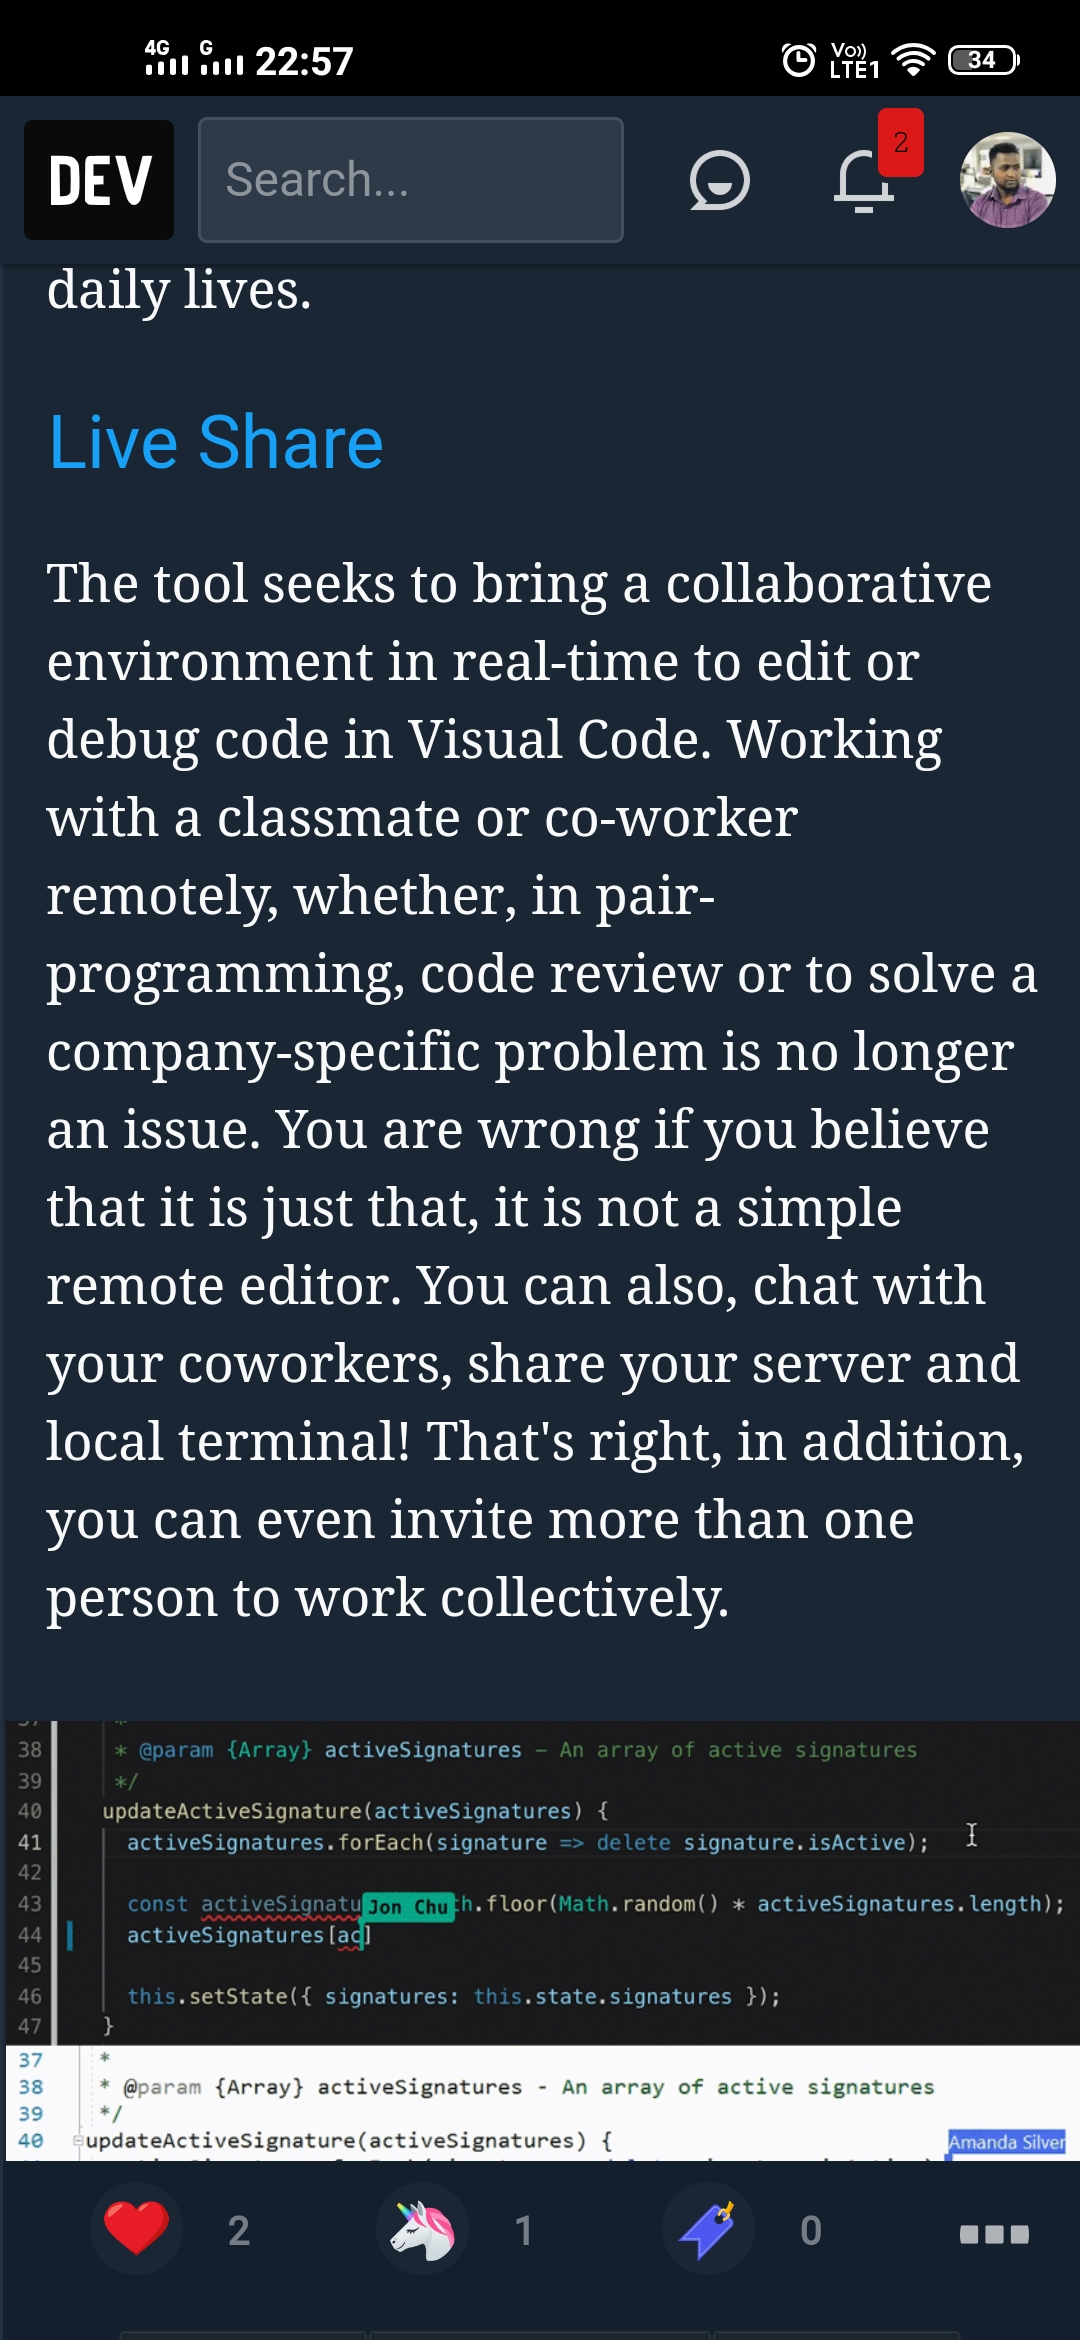 4G G 22:57 Vo)) LTE1 34
DEV Search... 2
daily lives.
Live Share
The tool seeks to bring a collaborative
environment in real-time to edit or
debug code in Visual Code. Working
with a classmate or co-worker
remotely, whether, in pair-
programming, code review or to solve a
company-specific problem is no longer
an issue. You are wrong if you believe
that it is just that, it is not a simple
remote editor. You can also, chat with
your coworkers, share your server and
local terminal! That's right, in addition,
you can even invite more than one
person to work collectively.
38 * @param {Array} activeSignatures – An array of active signatures
39 */
40 updateActiveSignature(activeSignatures) {
41 activeSignatures.forEach(signature => delete signature.isActive);
42
43 const activeSignatu Jon Chu th.floor(Math.random() * activeSignatures.length);
44 activeSignatures[ac]
45
46 this.setState({ signatures: this.state.signatures });
47 }
37 *
38 * @param {Array} activeSignatures - An array of active signatures
39 */
40 updateActiveSignature(activeSignatures) { Amanda Silver
2 1 0